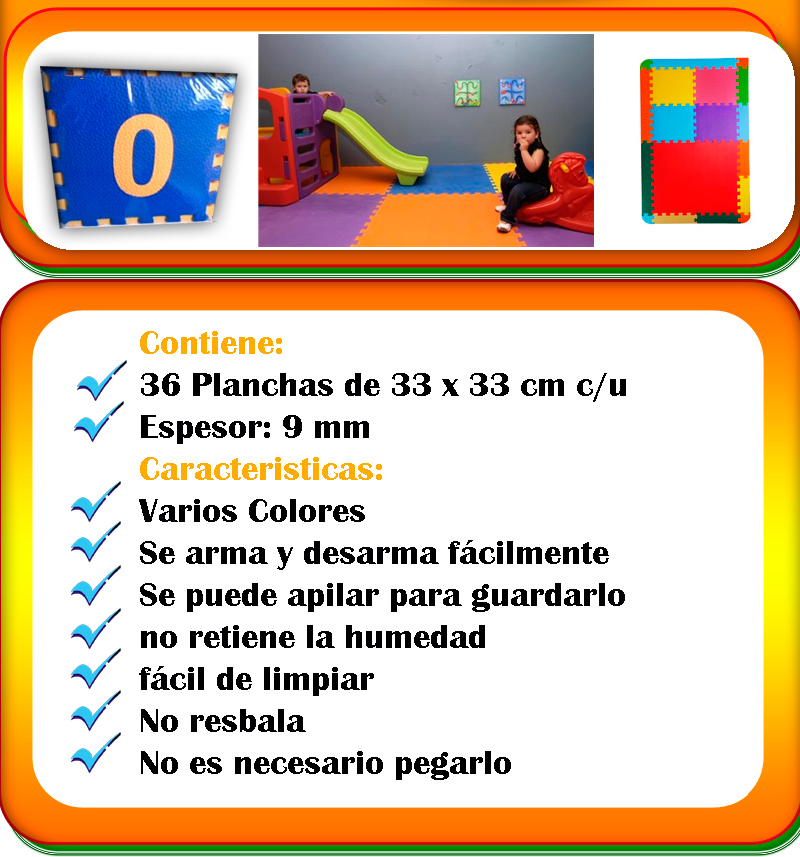 0
Contiene:
36 Planchas de 33 x 33 cm c/u
Espesor: 9 mm
Caracteristicas:
Varios Colores
Se arma y desarma fácilmente
Se puede apilar para guardarlo
no retiene la humedad
fácil de limpiar
No resbala
No es necesario pegarlo